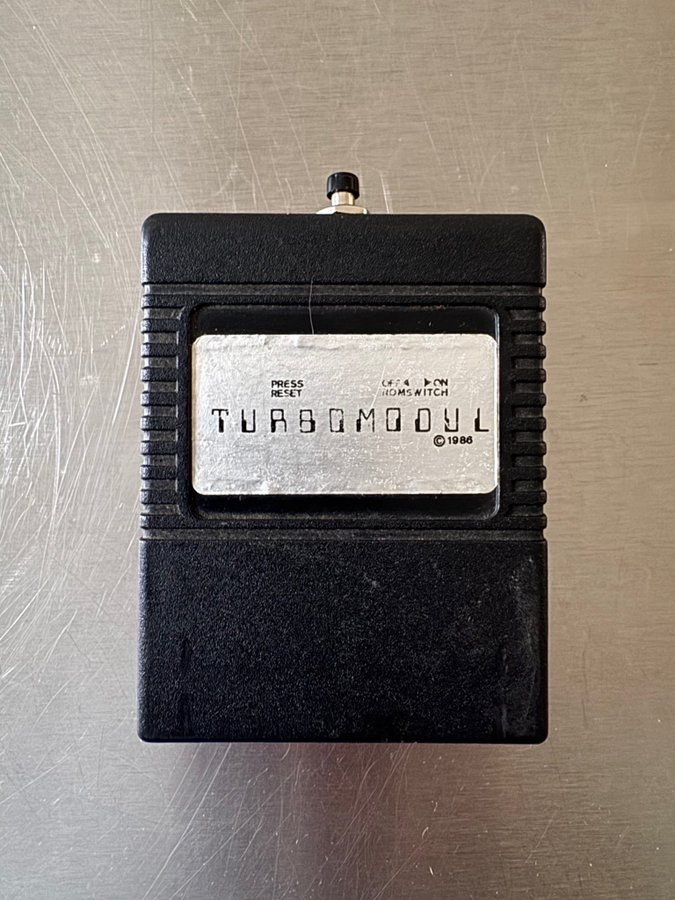 PRESS OFF ◀ ▶ ON
RESET ROMSWITCH
TURBOMODUL
© 1986